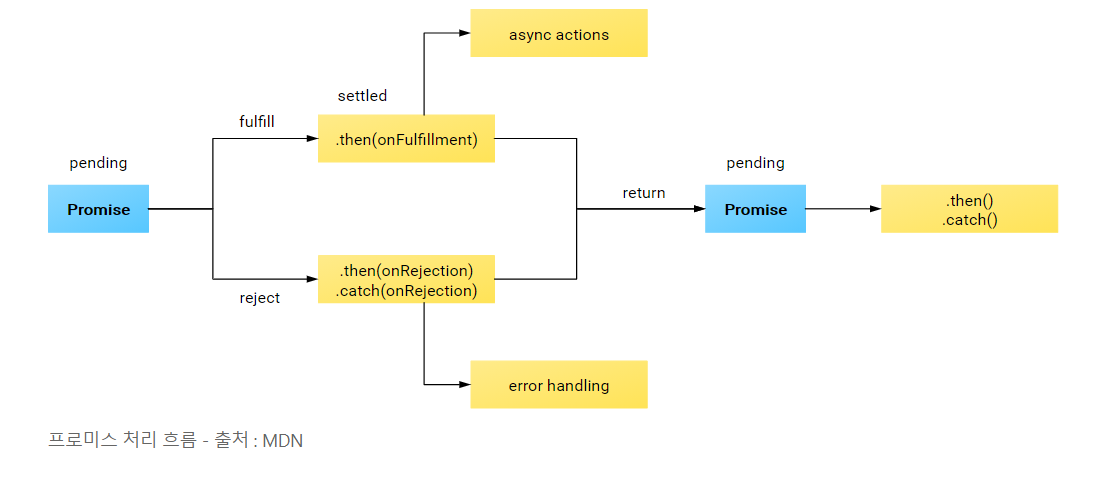 async actions
settled
fulfill
.then(onFulfillment)
pending
Promise
return
pending
Promise
.then()
.catch()
.then(onRejection)
.catch(onRejection)
reject
error handling
프로미스 처리 흐름 - 출처 : MDN